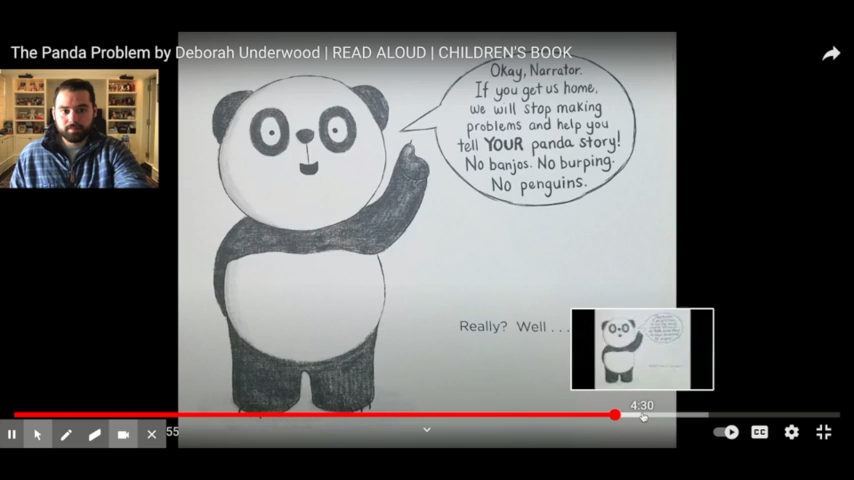 The Panda Problem by Deborah Underwood | READ ALOUD | CHILDREN'S BOOK
Okay, Narrator.
If you get us home,
we will stop making
problems and help you
tell YOUR panda story!
No banjos. No burping.
No penguins.
Really? Well . . .
4:30
55
CC